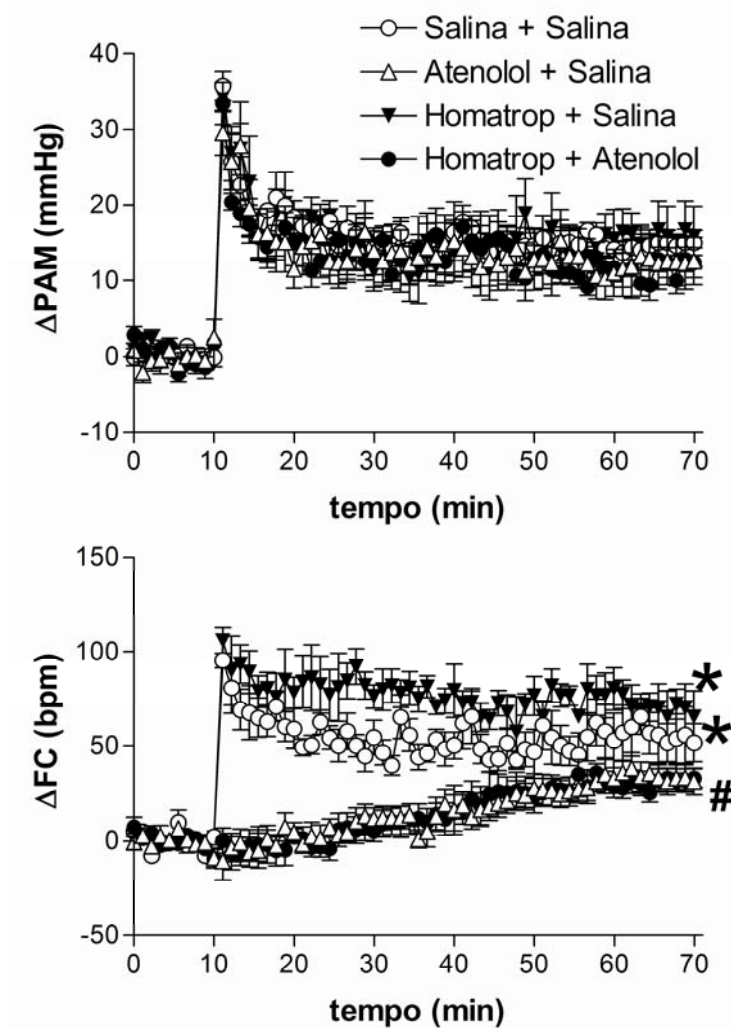 Salina + Salina
Atenolol + Salina
Homatrop + Salina
Homatrop + Atenolol
ΔPAM (mmHg)
40
30
20
10
0
-10
0 10 20 30 40 50 60 70
tempo (min)
ΔFC (bpm)
150
100
50
0
-50
*
*
#
0 10 20 30 40 50 60 70
tempo (min)